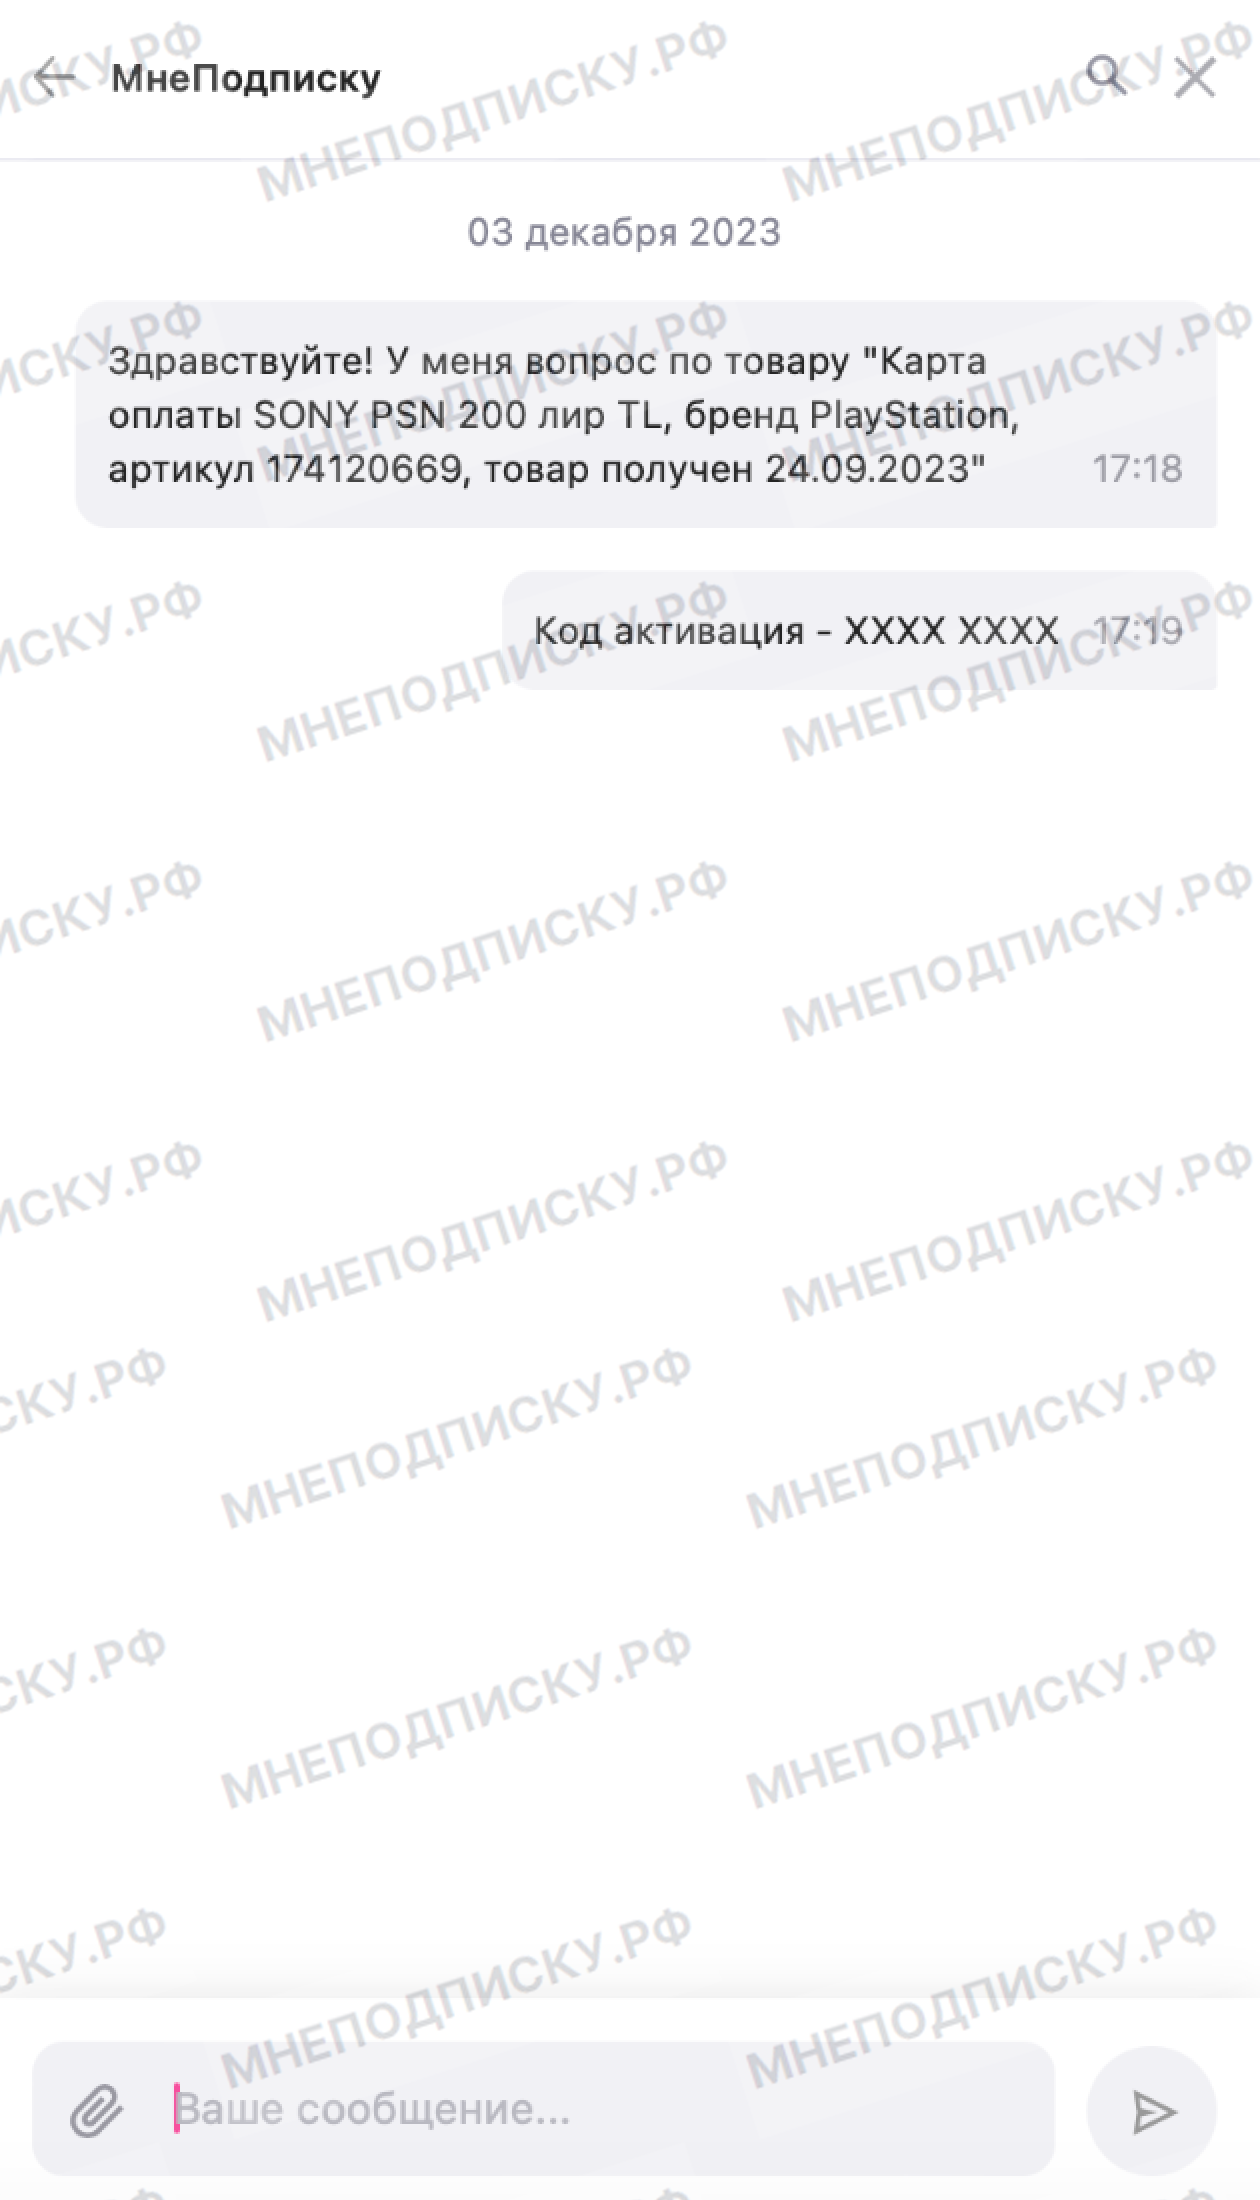 МнеПодписку
03 декабря 2023
Здравствуйте! У меня вопрос по товару "Карта
оплаты SONY PSN 200 лир TL, бренд PlayStation,
артикул 174120669, товар получен 24.09.2023"
17:18
Код активация - XXXX XXXX
17:19
Ваше сообщение...
МНЕПОДПИСКУ.РФ